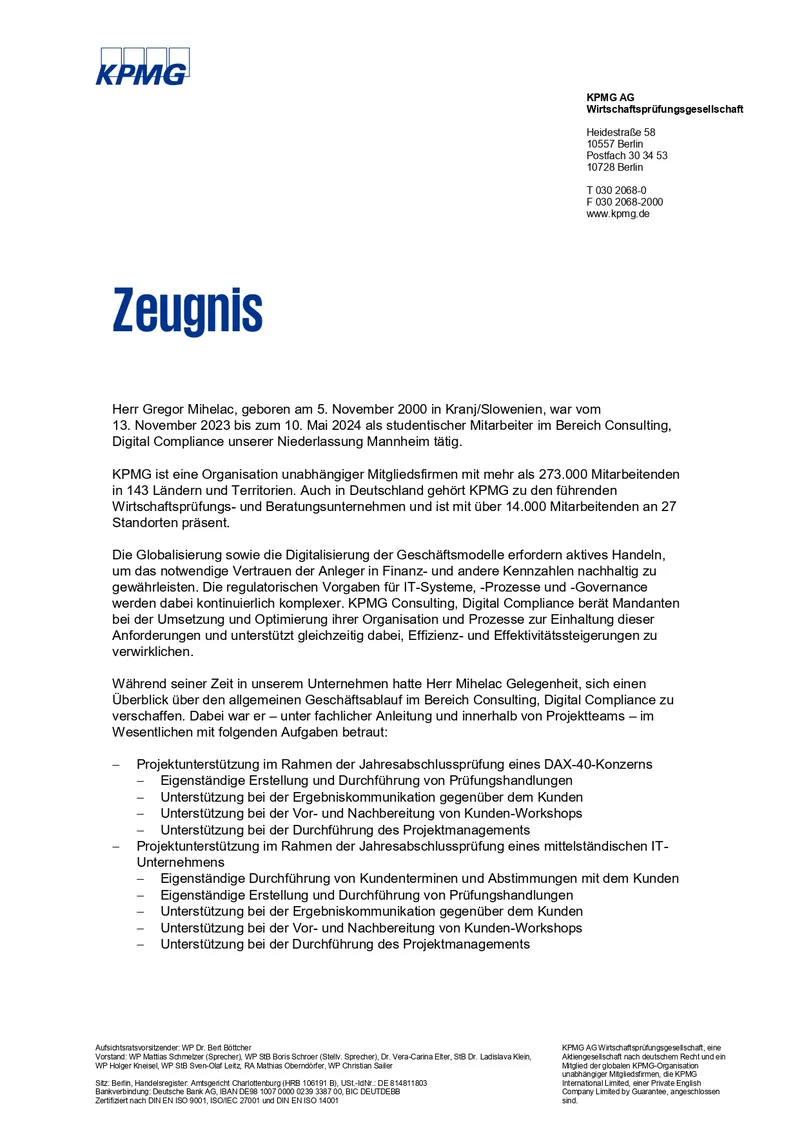 KPMG
KPMG AG
Wirtschaftsprüfungsgesellschaft
Heidestraße 58
10557 Berlin
Postfach 30 34 53
10728 Berlin
T 030 2068-0
F 030 2068-2000
www.kpmg.de
Zeugnis
Herr Gregor Mihelac, geboren am 5. November 2000 in Kranj/Slowenien, war vom
13. November 2023 bis zum 10. Mai 2024 als studentischer Mitarbeiter im Bereich Consulting,
Digital Compliance unserer Niederlassung Mannheim tätig.
KPMG ist eine Organisation unabhängiger Mitgliedsfirmen mit mehr als 273.000 Mitarbeitenden
in 143 Ländern und Territorien. Auch in Deutschland gehört KPMG zu den führenden
Wirtschaftsprüfungs- und Beratungsunternehmen und ist mit über 14.000 Mitarbeitenden an 27
Standorten präsent.
Die Globalisierung sowie die Digitalisierung der Geschäftsmodelle erfordern aktives Handeln,
um das notwendige Vertrauen der Anleger in Finanz- und andere Kennzahlen nachhaltig zu
gewährleisten. Die regulatorischen Vorgaben für IT-Systeme, -Prozesse und -Governance
werden dabei kontinuierlich komplexer. KPMG Consulting, Digital Compliance berät Mandanten
bei der Umsetzung und Optimierung ihrer Organisation und Prozesse zur Einhaltung dieser
Anforderungen und unterstützt gleichzeitig dabei, Effizienz- und Effektivitätssteigerungen zu
verwirklichen.
Während seiner Zeit in unserem Unternehmen hatte Herr Mihelac Gelegenheit, sich einen
Überblick über den allgemeinen Geschäftsablauf im Bereich Consulting, Digital Compliance zu
verschaffen. Dabei war er – unter fachlicher Anleitung und innerhalb von Projektteams – im
Wesentlichen mit folgenden Aufgaben betraut:
– Projektunterstützung im Rahmen der Jahresabschlussprüfung eines DAX-40-Konzerns
– Eigenständige Erstellung und Durchführung von Prüfungshandlungen
– Unterstützung bei der Ergebniskommunikation gegenüber dem Kunden
– Unterstützung bei der Vor- und Nachbereitung von Kunden-Workshops
– Unterstützung bei der Durchführung des Projektmanagements
– Projektunterstützung im Rahmen der Jahresabschlussprüfung eines mittelständischen IT-
Unternehmens
– Eigenständige Durchführung von Kundenterminen und Abstimmungen mit dem Kunden
– Eigenständige Erstellung und Durchführung von Prüfungshandlungen
– Unterstützung bei der Ergebniskommunikation gegenüber dem Kunden
– Unterstützung bei der Vor- und Nachbereitung von Kunden-Workshops
– Unterstützung bei der Durchführung des Projektmanagements
Aufsichtsratsvorsitzender: WP Dr. Bert Böttcher
Vorstand: WP Mattias Schmelzer (Sprecher), WP StB Boris Schroer (Stellv. Sprecher), Dr. Vera-Carina Elter, StB Dr. Ladislava Klein,
WP Holger Kneisel, WP StB Sven-Olaf Leitz, RA Mathias Oberndörfer, WP Christian Sailer
Sitz: Berlin, Handelsregister: Amtsgericht Charlottenburg (HRB 106191 B), USt.-IdNr.: DE 814811803
Bankverbindung: Deutsche Bank AG, IBAN DE98 1007 0000 0239 3387 00, BIC DEUTDEBB
Zertifiziert nach DIN EN ISO 9001, ISO/IEC 27001 und DIN EN ISO 14001
KPMG AG Wirtschaftsprüfungsgesellschaft, eine
Aktiengesellschaft nach deutschem Recht und ein
Mitglied der globalen KPMG-Organisation
unabhängiger Mitgliedsfirmen, die KPMG
International Limited, einer Private English
Company Limited by Guarantee, angeschlossen
sind.